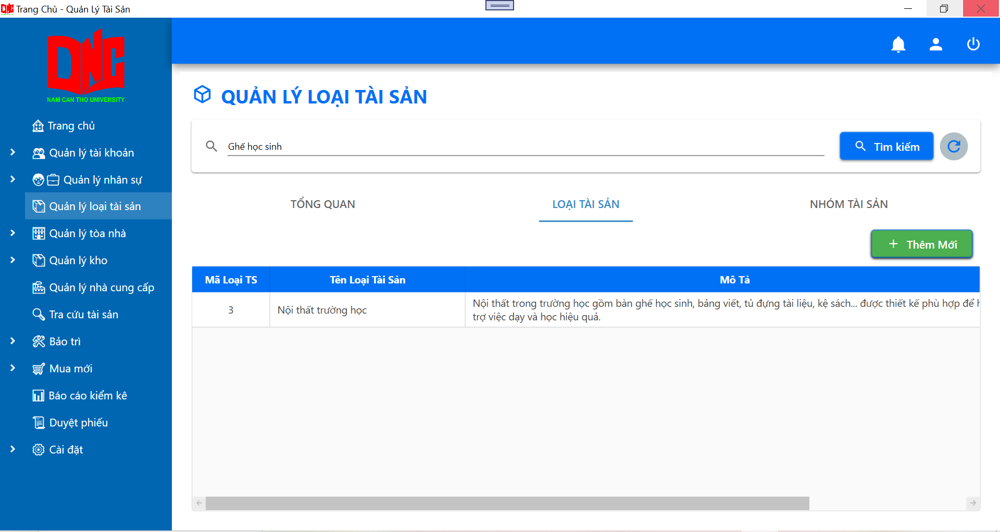 Trang Chủ - Quản Lý Tài Sản
DNC
NAM CAN THO UNIVERSITY
Trang chủ
Quản lý tài khoản
Quản lý nhân sự
Quản lý loại tài sản
Quản lý tòa nhà
Quản lý kho
Quản lý nhà cung cấp
Tra cứu tài sản
Bảo trì
Mua mới
Báo cáo kiểm kê
Duyệt phiếu
Cài đặt
QUẢN LÝ LOẠI TÀI SẢN
Ghế học sinh
Tìm kiếm
TỔNG QUAN
LOẠI TÀI SẢN
NHÓM TÀI SẢN
Thêm Mới
Mã Loại TS
Tên Loại Tài Sản
Mô Tả
3
Nội thất trường học
Nội thất trong trường học gồm bàn ghế học sinh, bảng viết, tủ đựng tài liệu, kệ sách... được thiết kế phù hợp để
trợ việc dạy và học hiệu quả.